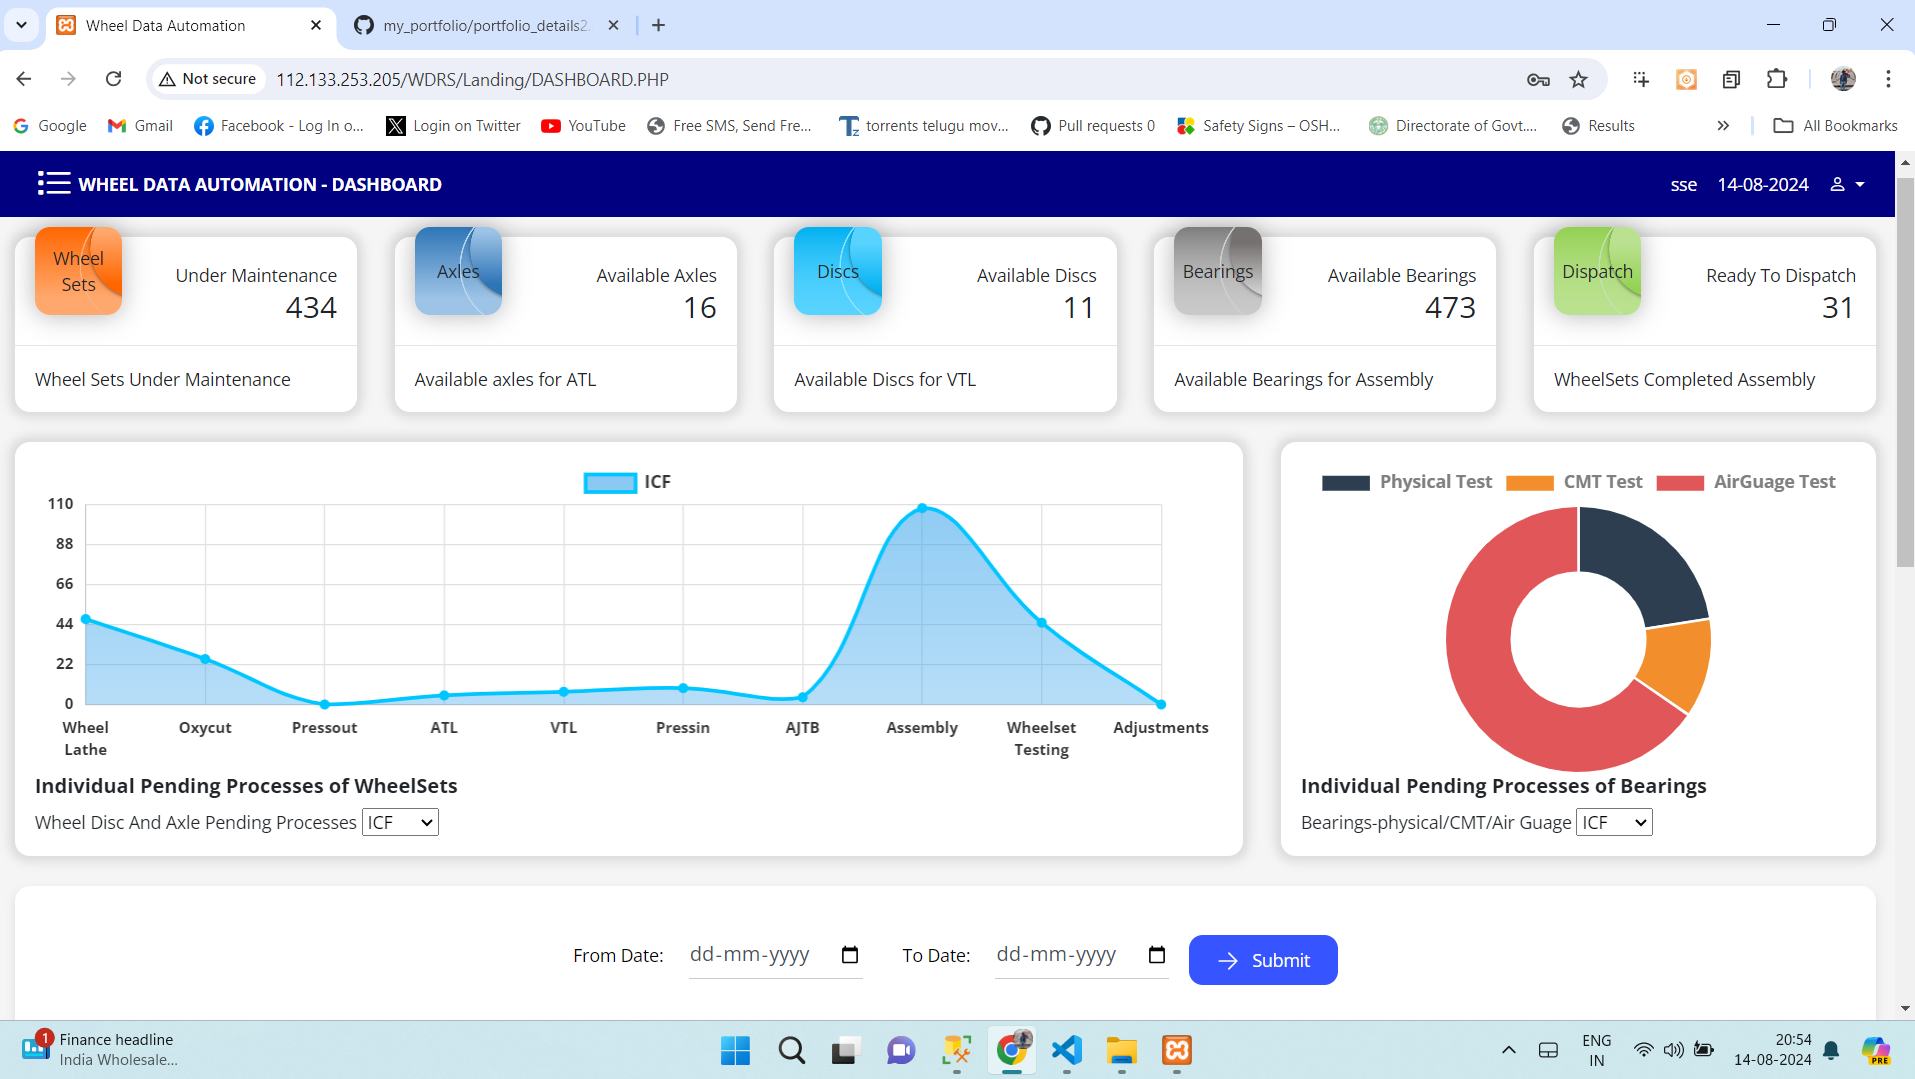 Wheel Data Automation
my_portfolio/portfolio_details2.
Not secure
112.133.253.205/WDRS/Landing/DASHBOARD.PHP
Google
Gmail
Facebook - Log In o...
Login on Twitter
YouTube
Free SMS, Send Fre...
torrents telugu mov...
Pull requests 0
Safety Signs – OSH...
Directorate of Govt....
Results
All Bookmarks
WHEEL DATA AUTOMATION - DASHBOARD
sse
14-08-2024
Wheel
Sets
Under Maintenance
434
Wheel Sets Under Maintenance
Axles
Available Axles
16
Available axles for ATL
Discs
Available Discs
11
Available Discs for VTL
Bearings
Available Bearings
473
Available Bearings for Assembly
Dispatch
Ready To Dispatch
31
WheelSets Completed Assembly
ICF
110
88
66
44
22
0
Wheel
Lathe
Oxycut
Pressout
ATL
VTL
Pressin
AJTB
Assembly
Wheelset
Testing
Adjustments
Individual Pending Processes of WheelSets
Wheel Disc And Axle Pending Processes ICF
Physical Test
CMT Test
AirGuage Test
Individual Pending Processes of Bearings
Bearings-physical/CMT/Air Guage ICF
From Date: dd-mm-yyyy
To Date: dd-mm-yyyy
Submit
1
Finance headline
India Wholesale...
ENG
IN
20:54
14-08-2024
PRE